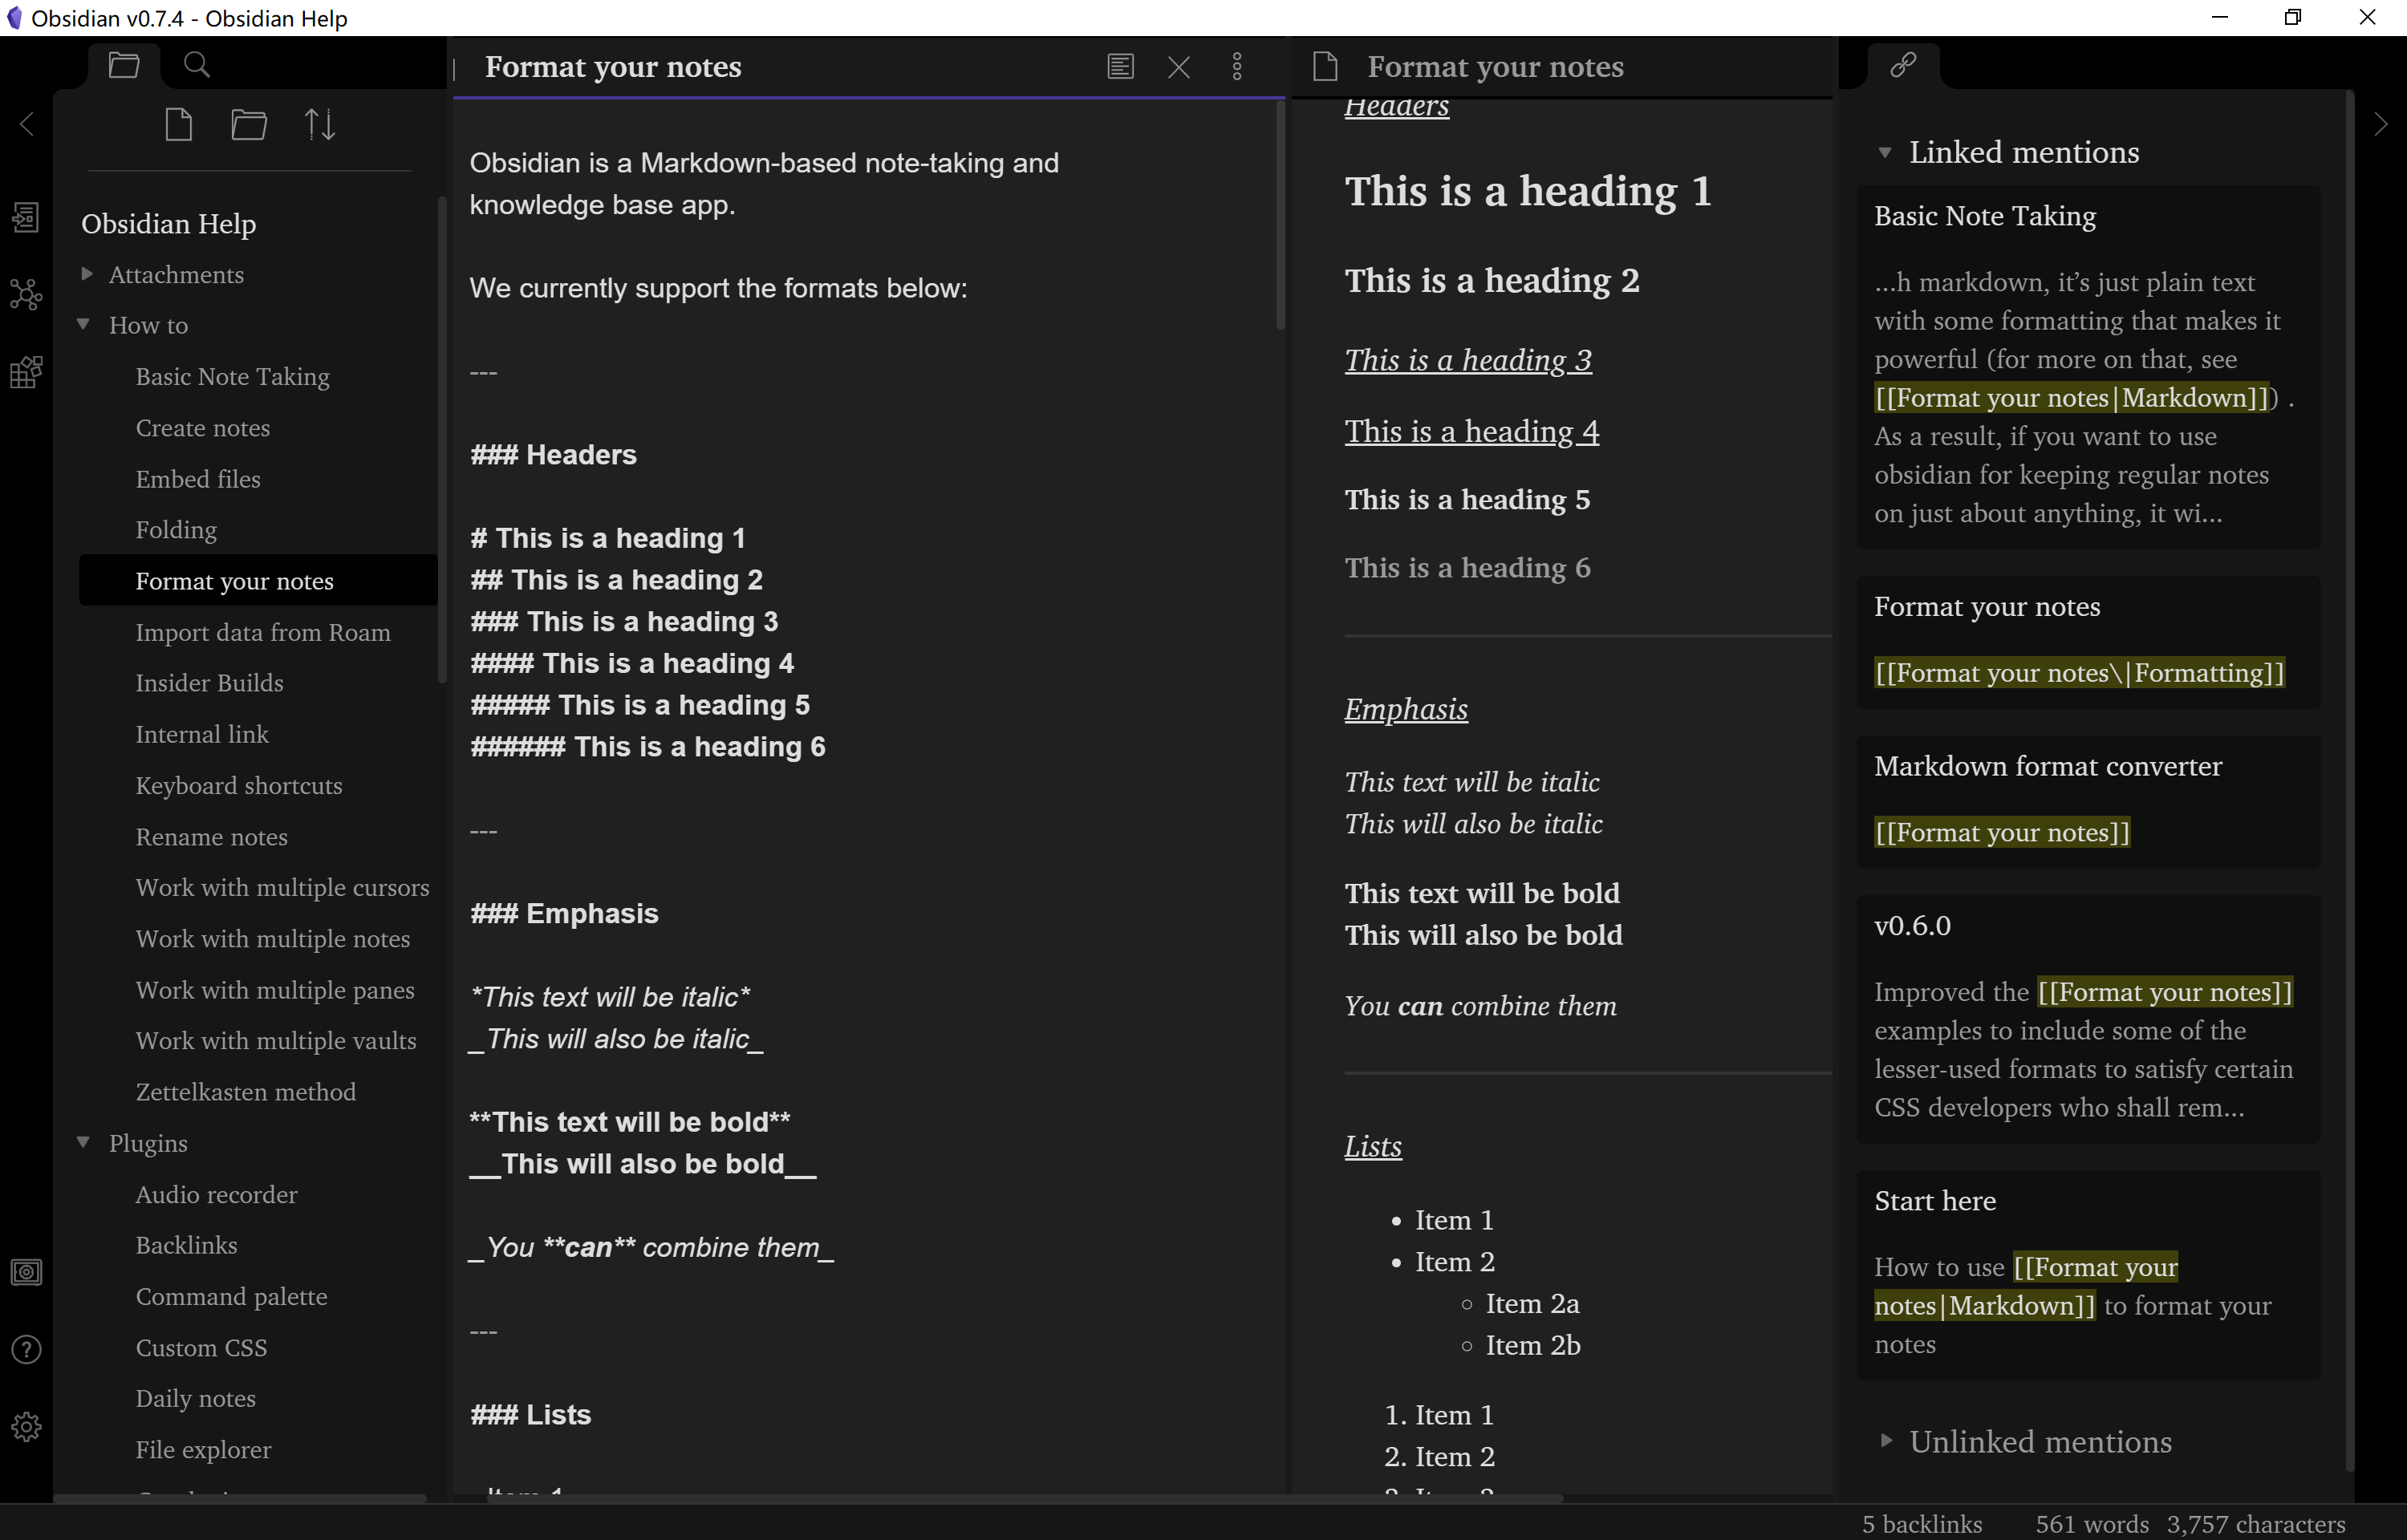 Obsidian v0.7.4 - Obsidian Help
Obsidian Help
Attachments
How to
Basic Note Taking
Create notes
Embed files
Folding
Format your notes
Import data from Roam
Insider Builds
Internal link
Keyboard shortcuts
Rename notes
Work with multiple cursors
Work with multiple notes
Work with multiple panes
Work with multiple vaults
Zettelkasten method
Plugins
Audio recorder
Backlinks
Command palette
Custom CSS
Daily notes
File explorer
Format your notes
Obsidian is a Markdown-based note-taking and
knowledge base app.
We currently support the formats below:
---
### Headers
# This is a heading 1
## This is a heading 2
### This is a heading 3
#### This is a heading 4
##### This is a heading 5
###### This is a heading 6
---
### Emphasis
*This text will be italic*
_This will also be italic_
**This text will be bold**
__This will also be bold__
_You **can** combine them_
---
### Lists
Item 1
Format your notes
Headers
This is a heading 1
This is a heading 2
This is a heading 3
This is a heading 4
This is a heading 5
This is a heading 6
Emphasis
This text will be italic
This will also be italic
This text will be bold
This will also be bold
You can combine them
Lists
• Item 1
• Item 2
◦ Item 2a
◦ Item 2b
1. Item 1
2. Item 2
3. Item 3
Linked mentions
Basic Note Taking
...h markdown, it’s just plain text
with some formatting that makes it
powerful (for more on that, see
[[Format your notes|Markdown]]) .
As a result, if you want to use
obsidian for keeping regular notes
on just about anything, it wi...
Format your notes
[[Format your notes\|Formatting]]
Markdown format converter
[[Format your notes]]
v0.6.0
Improved the [[Format your notes]]
examples to include some of the
lesser-used formats to satisfy certain
CSS developers who shall rem...
Start here
How to use [[Format your
notes|Markdown]] to format your
notes
Unlinked mentions
5 backlinks 561 words 3,757 characters